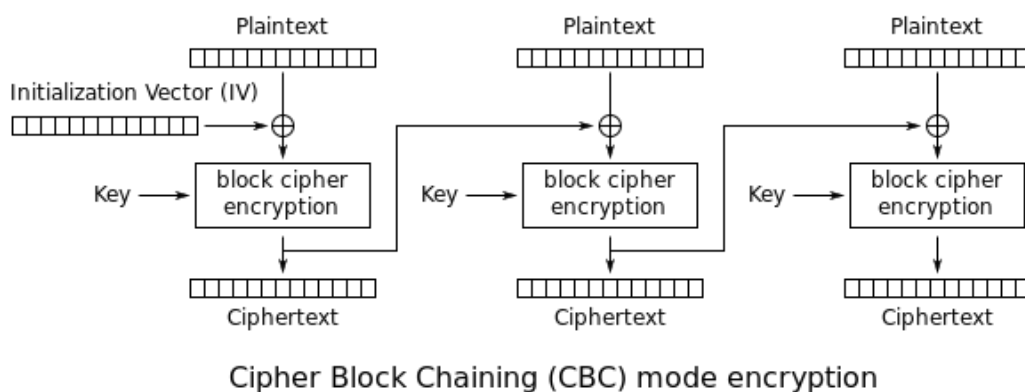 Plaintext Plaintext Plaintext
Initialization Vector (IV)
Key block cipher encryption Key block cipher encryption Key block cipher encryption
Ciphertext Ciphertext Ciphertext
Cipher Block Chaining (CBC) mode encryption